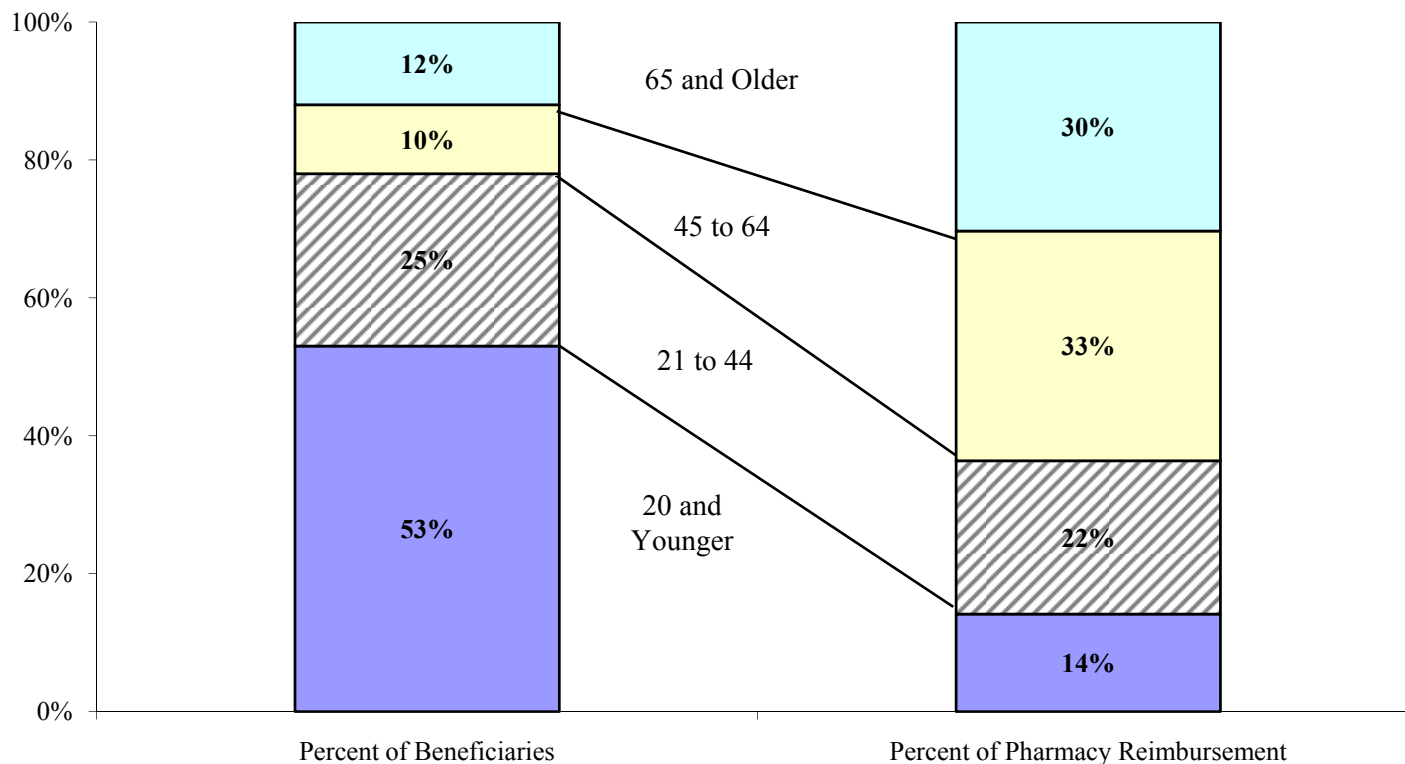 100%
80%
60%
40%
20%
0%
12%
10%
25%
53%
65 and Older
45 to 64
21 to 44
20 and
Younger
30%
33%
22%
14%
Percent of Beneficiaries
Percent of Pharmacy Reimbursement